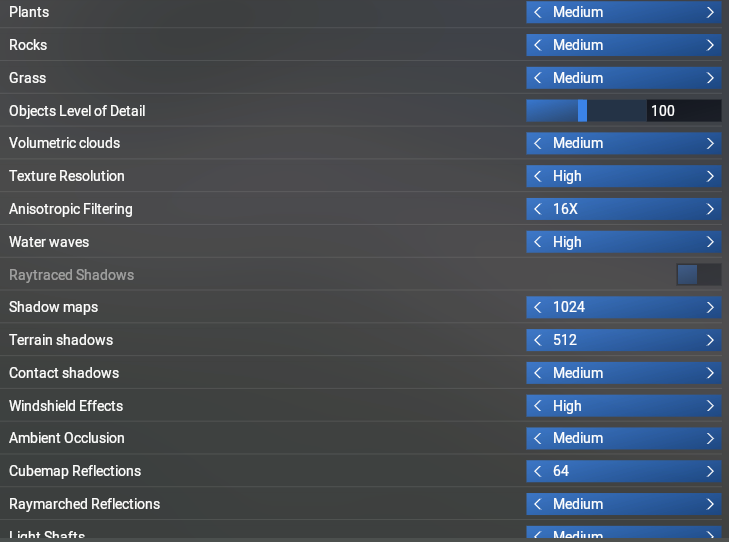 Plants Medium
Rocks Medium
Grass Medium
Objects Level of Detail 100
Volumetric clouds Medium
Texture Resolution High
Anisotropic Filtering 16X
Water waves High
Raytraced Shadows
Shadow maps 1024
Terrain shadows 512
Contact shadows Medium
Windshield Effects High
Ambient Occlusion Medium
Cubemap Reflections 64
Raymarched Reflections Medium
Light Shafts Medium